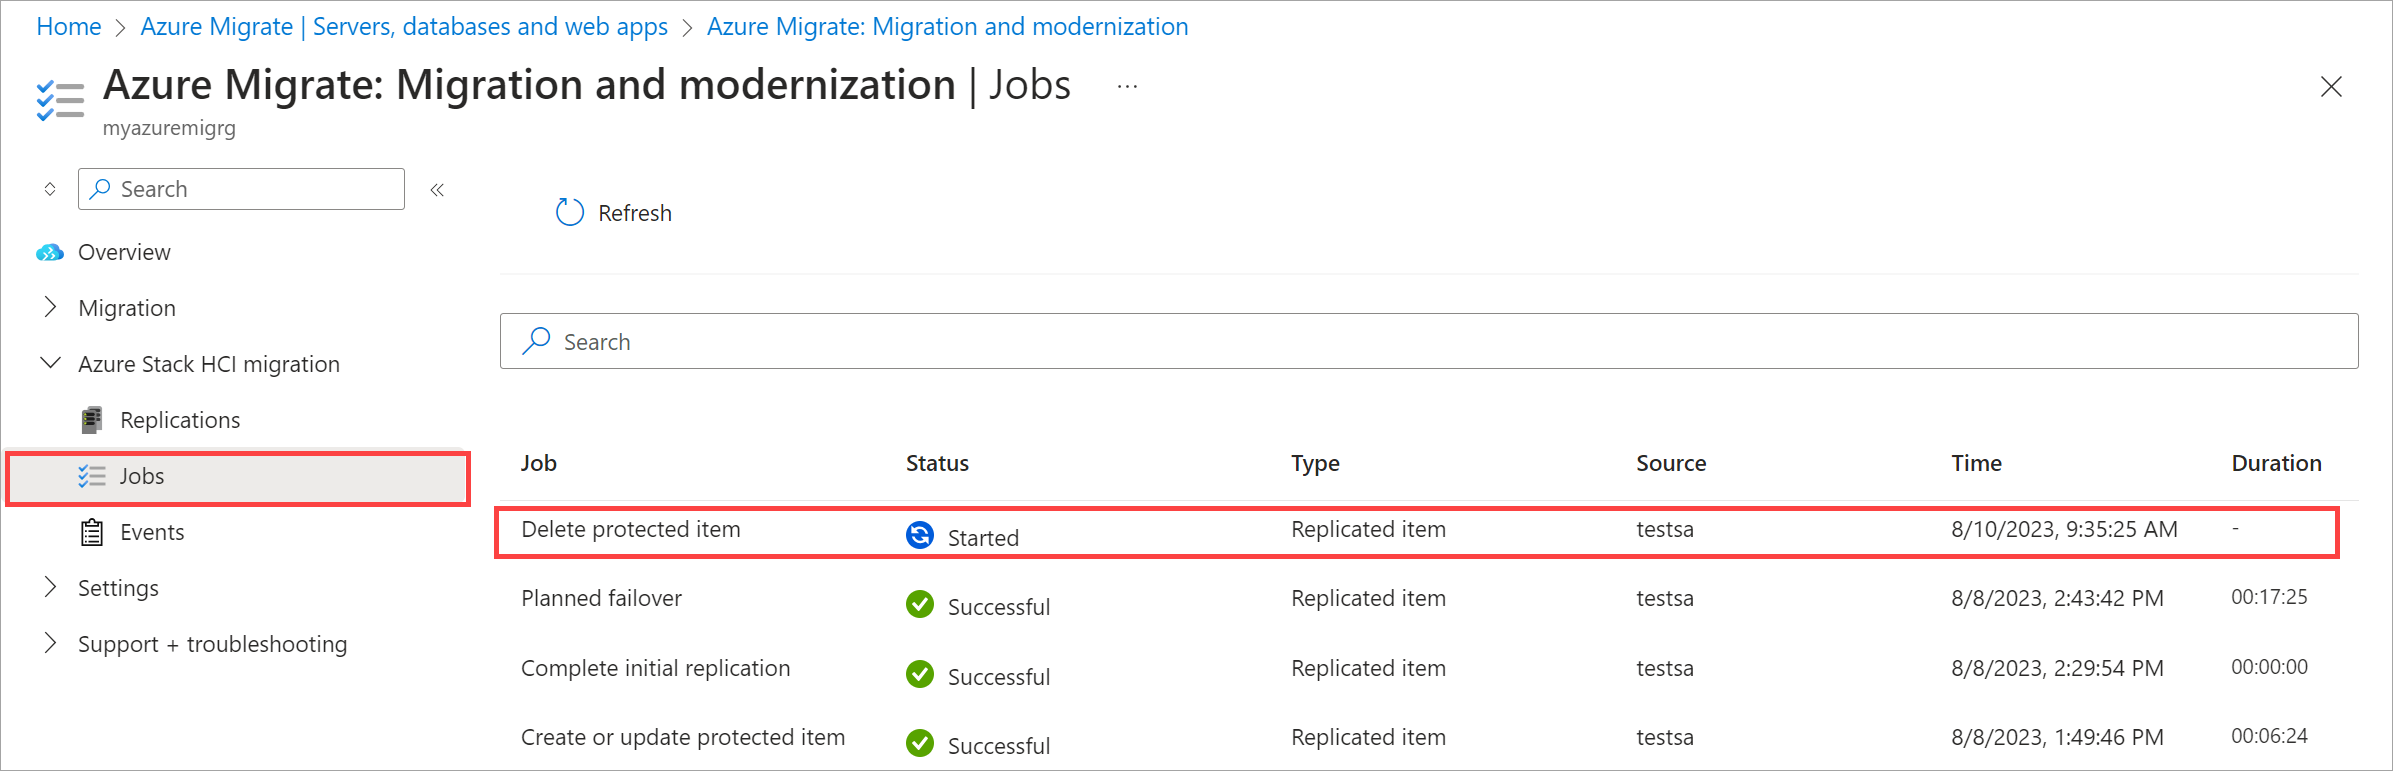 Home > Azure Migrate | Servers, databases and web apps > Azure Migrate: Migration and modernization
Azure Migrate: Migration and modernization | Jobs ...
myazuremigrg
Search
Refresh
Overview
Migration
Azure Stack HCI migration
Replications
Jobs
Events
Settings
Support + troubleshooting
Search
Job Status Type Source Time Duration
Delete protected item Started Replicated item testsa 8/10/2023, 9:35:25 AM -
Planned failover Successful Replicated item testsa 8/8/2023, 2:43:42 PM 00:17:25
Complete initial replication Successful Replicated item testsa 8/8/2023, 2:29:54 PM 00:00:00
Create or update protected item Successful Replicated item testsa 8/8/2023, 1:49:46 PM 00:06:24